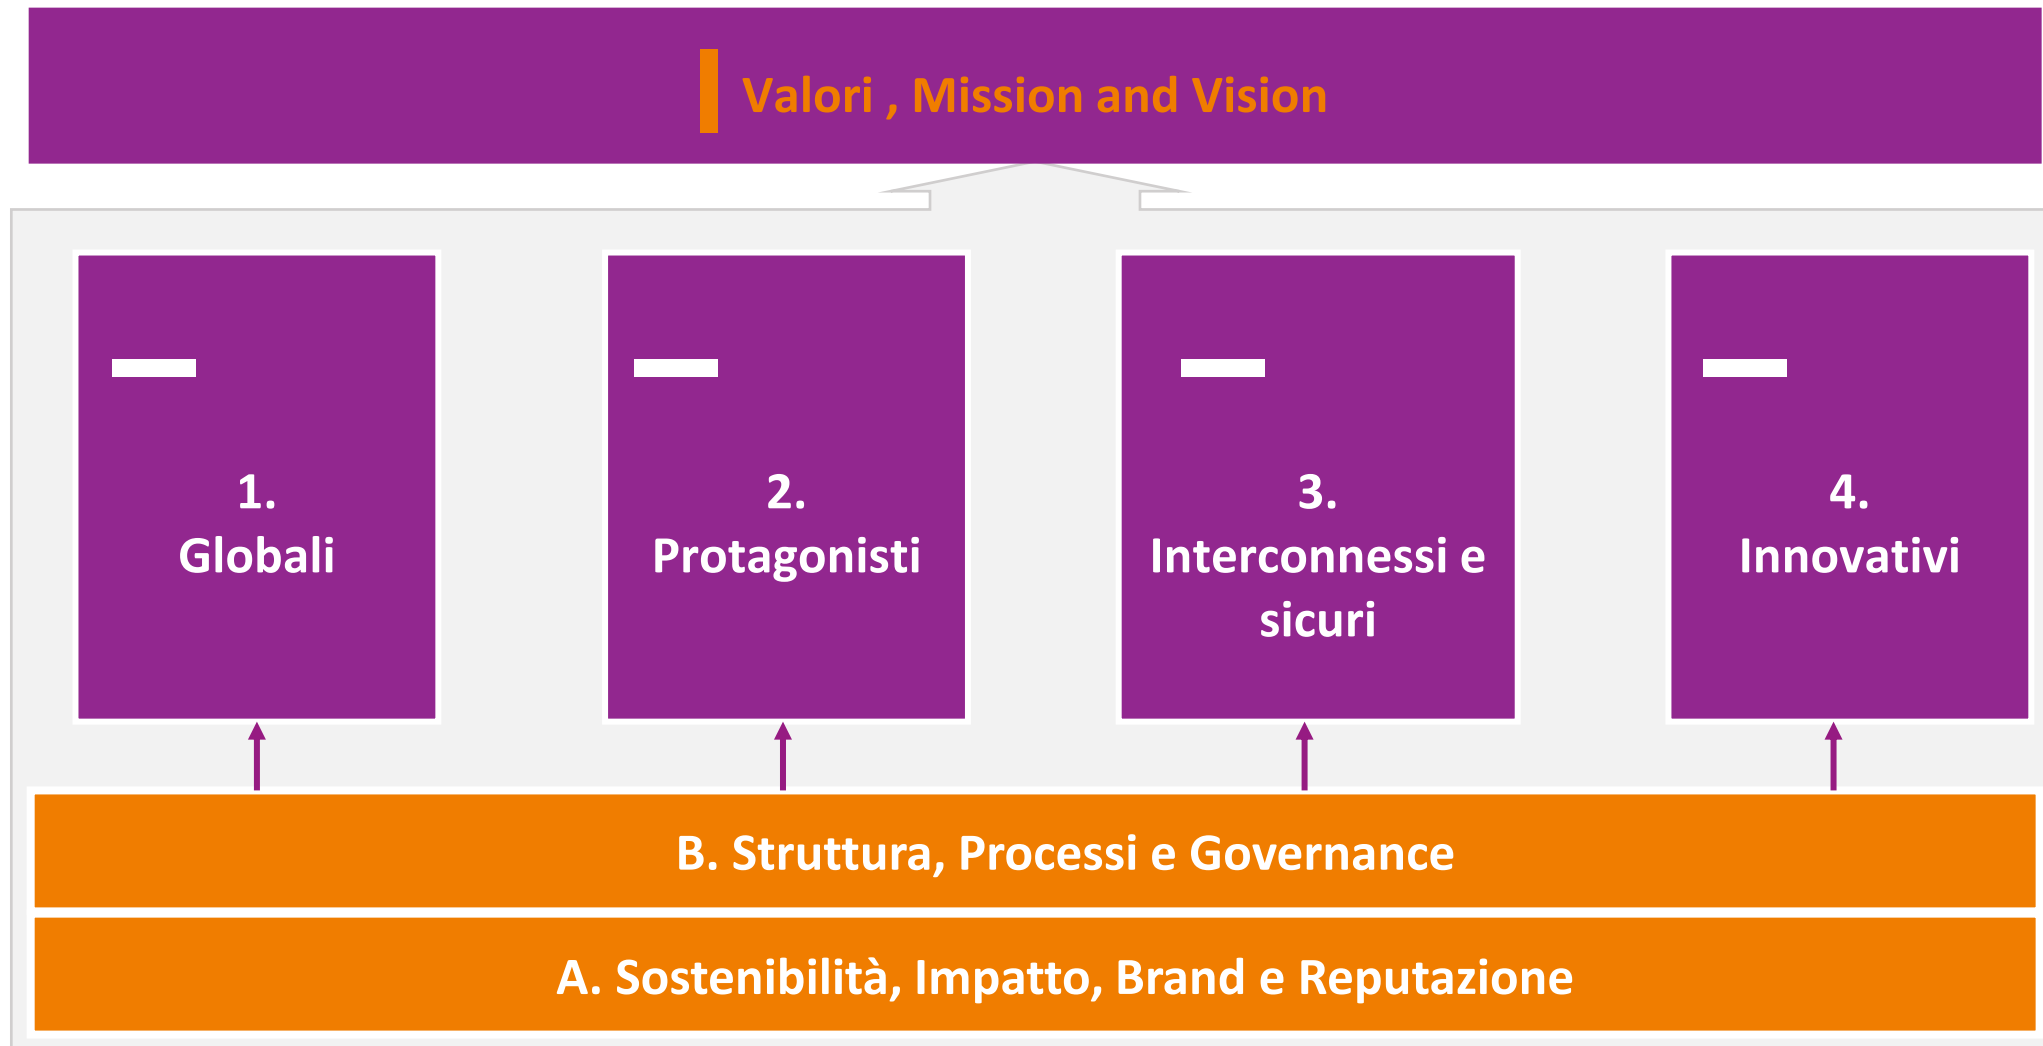 Valori , Mission and Vision
1.
Globali
2.
Protagonisti
3.
Interconnessi e
sicuri
4.
Innovativi
B. Struttura, Processi e Governance
A. Sostenibilità, Impatto, Brand e Reputazione